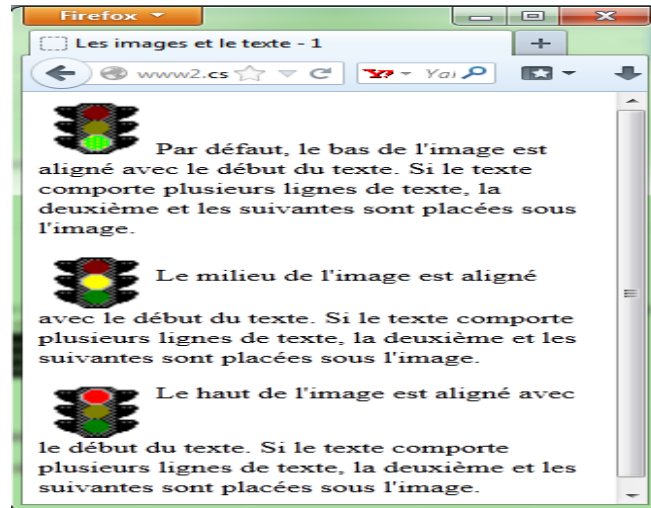 Firefox
Les images et le texte - 1
www2.cs
Yai
Par défaut, le bas de l'image est
aligné avec le début du texte. Si le texte
comporte plusieurs lignes de texte, la
deuxième et les suivantes sont placées sous
l'image.
Le milieu de l'image est aligné
avec le début du texte. Si le texte comporte
plusieurs lignes de texte, la deuxième et les
suivantes sont placées sous l'image.
Le haut de l'image est aligné avec
le début du texte. Si le texte comporte
plusieurs lignes de texte, la deuxième et les
suivantes sont placées sous l'image.